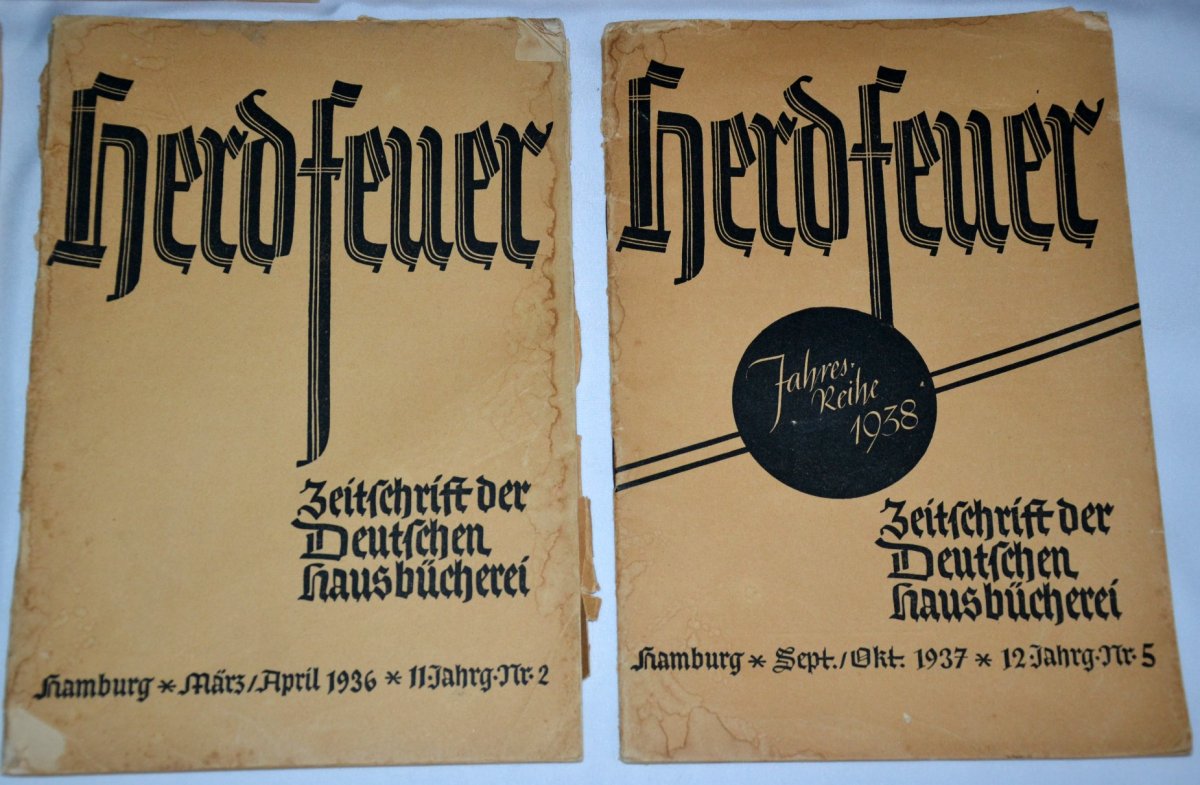 Herdfeuer
Zeitschrift der
Deutschen
Hausbücherei
Hamburg * März/April 1936 * 11. Jahrg. Nr. 2
Herdfeuer
Jahres-
Reihe
1938
Zeitschrift der
Deutschen
Hausbücherei
Hamburg * Sept./Okt. 1937 * 12. Jahrg. Nr. 5